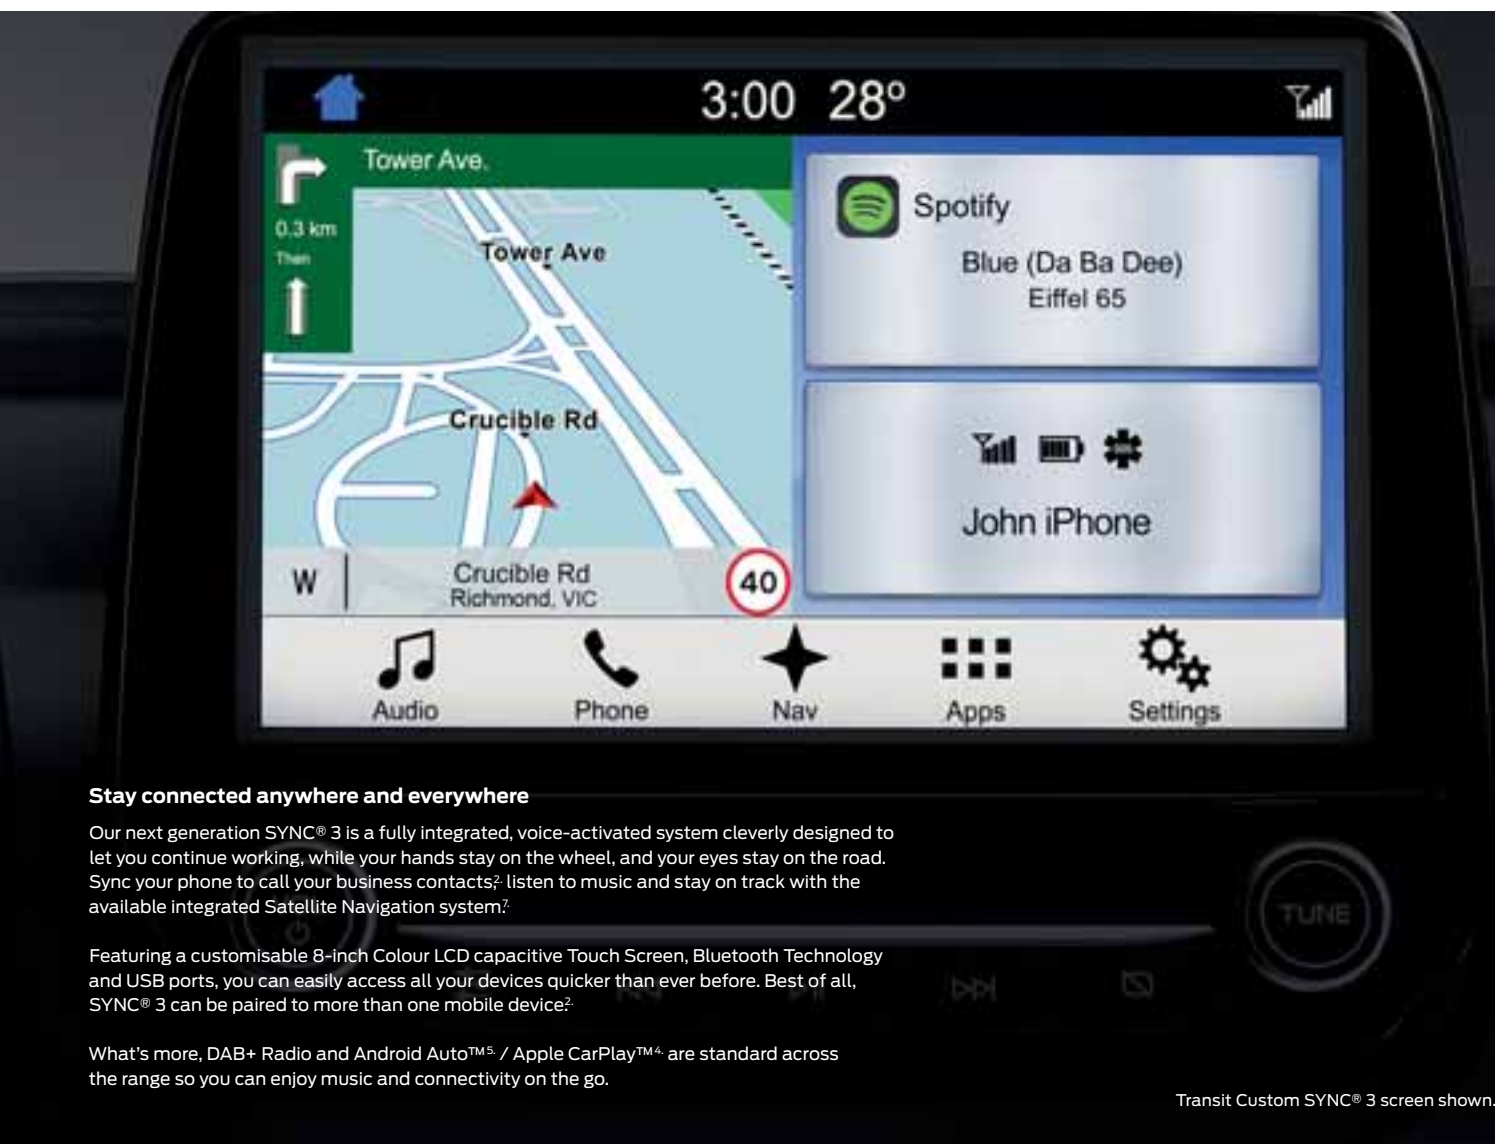 3:00 28º
Tower Ave.
0.3 km
Then
Tower Ave
Crucible Rd
W
Crucible Rd
Richmond, VIC
40
Spotify
Blue (Da Ba Dee)
Eiffel 65
John iPhone
Audio
Phone
Nav
Apps
Settings
TUNE
Stay connected anywhere and everywhere
Our next generation SYNC® 3 is a fully integrated, voice-activated system cleverly designed to
let you continue working, while your hands stay on the wheel, and your eyes stay on the road.
Sync your phone to call your business contacts,2. listen to music and stay on track with the
available integrated Satellite Navigation system.7.
Featuring a customisable 8-inch Colour LCD capacitive Touch Screen, Bluetooth Technology
and USB ports, you can easily access all your devices quicker than ever before. Best of all,
SYNC® 3 can be paired to more than one mobile device.2.
What’s more, DAB+ Radio and Android Auto™5. / Apple CarPlay™4. are standard across
the range so you can enjoy music and connectivity on the go.
Transit Custom SYNC® 3 screen shown.